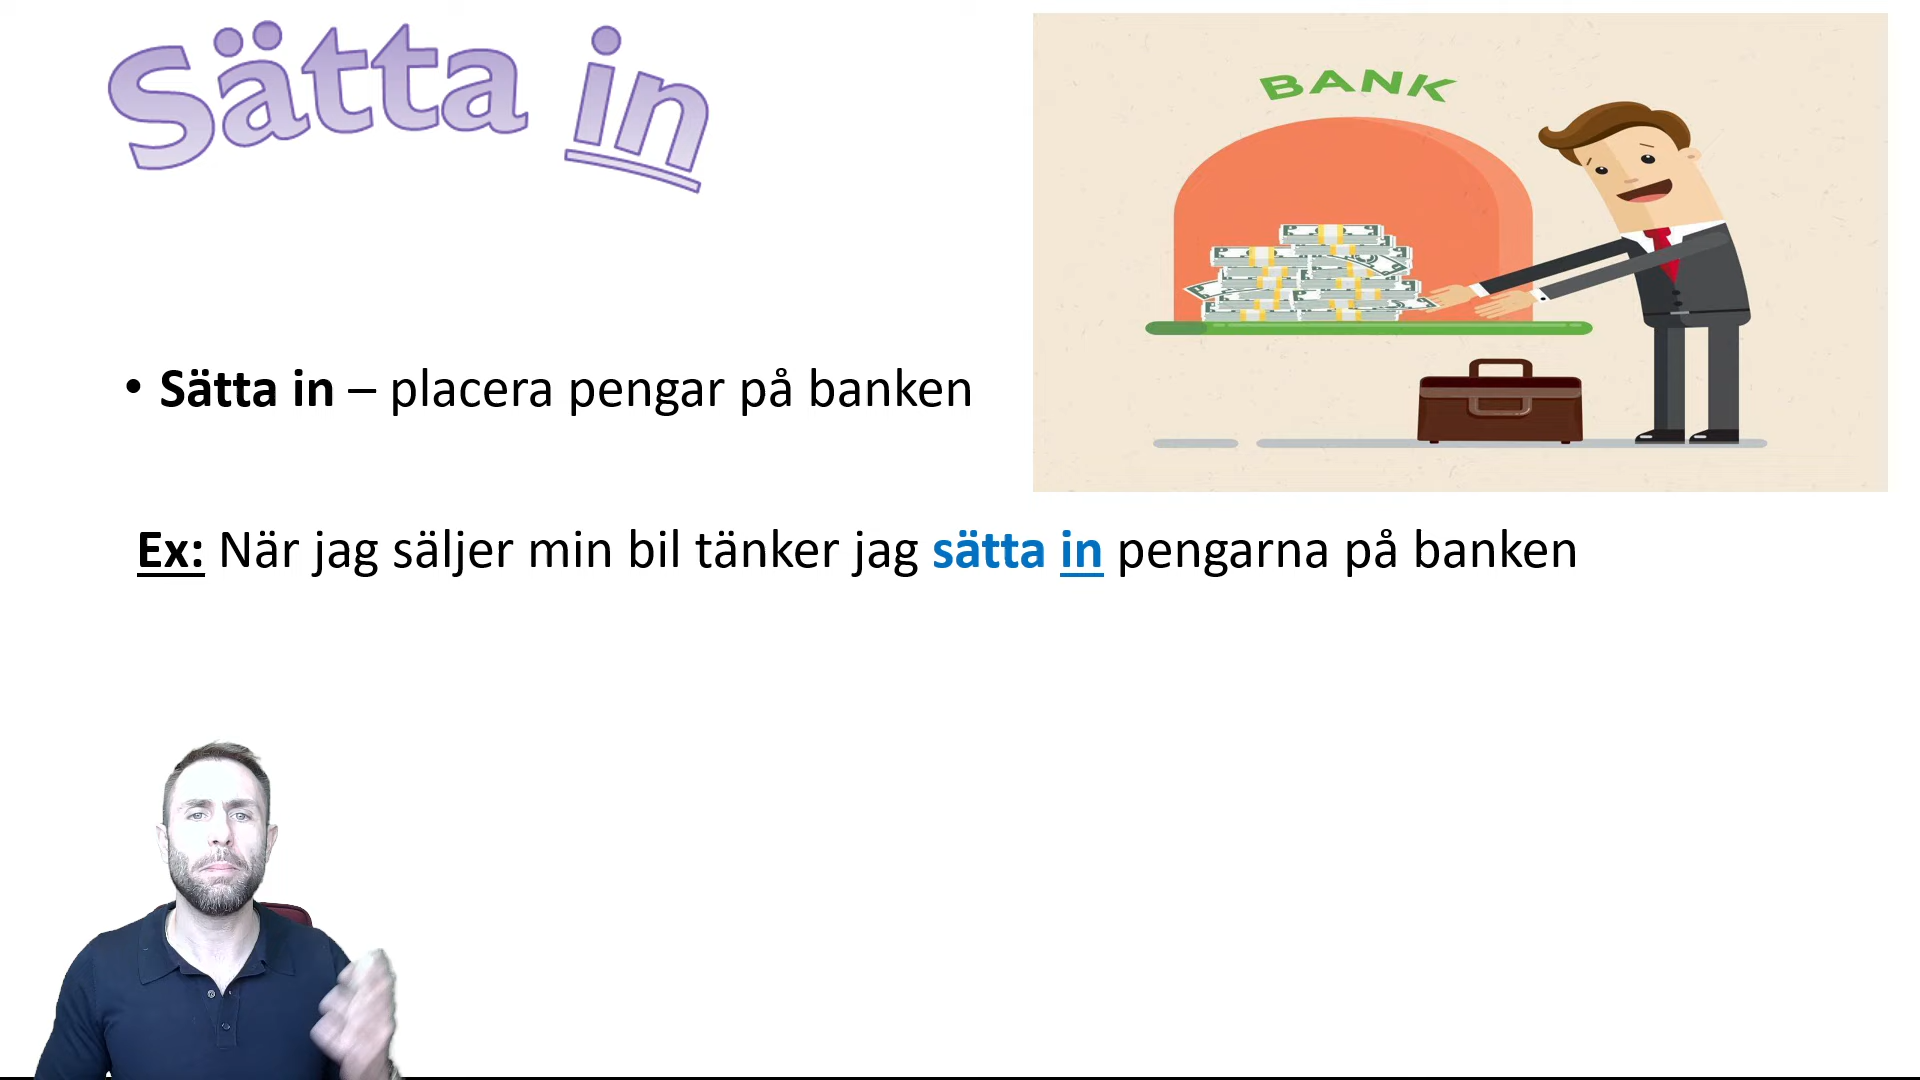 Sätta in
BANK
• Sätta in – placera pengar på banken
Ex: När jag säljer min bil tänker jag sätta in pengarna på banken